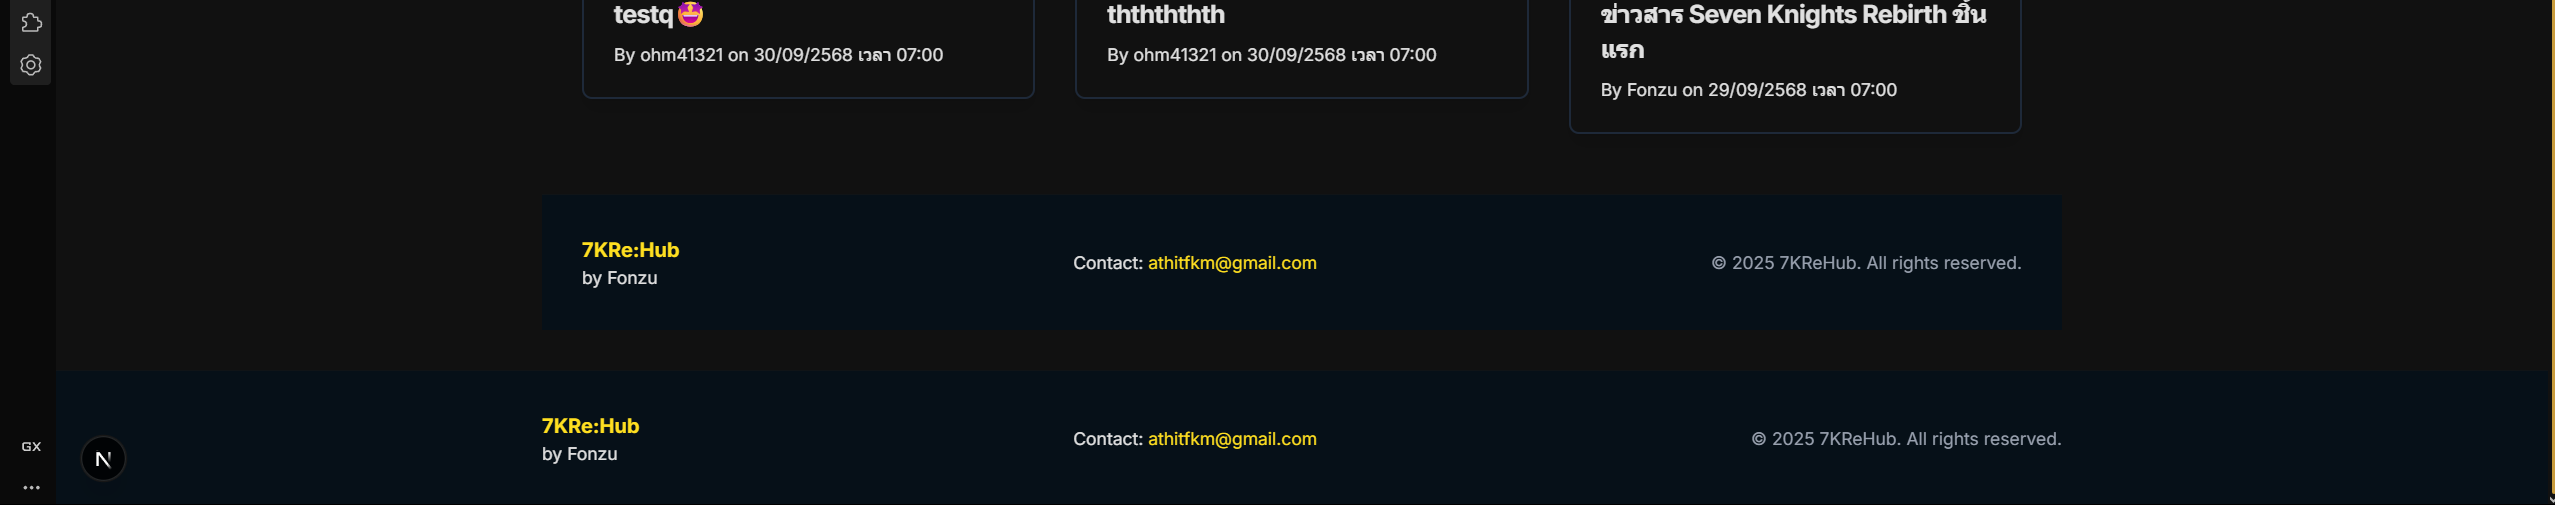 testq🤩
thththththth
ข่าวสาร Seven Knights Rebirth ชิ้น
แรก
By ohm41321 on 30/09/2568 เวลา 07:00
By ohm41321 on 30/09/2568 เวลา 07:00
By Fonzu on 29/09/2568 เวลา 07:00
7KRe:Hub
by Fonzu
Contact: athitfkm@gmail.com
© 2025 7KReHub. All rights reserved.
7KRe:Hub
by Fonzu
Contact: athitfkm@gmail.com
© 2025 7KReHub. All rights reserved.
GX
N